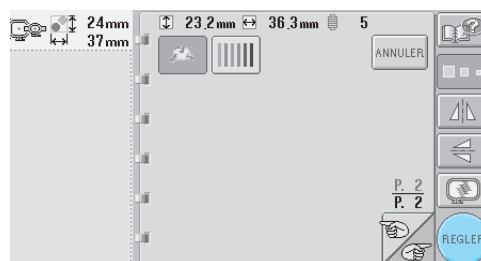 24mm
37mm
23,2mm 36,3mm 5
ANNULER
P. 2
P. 2
REGLER